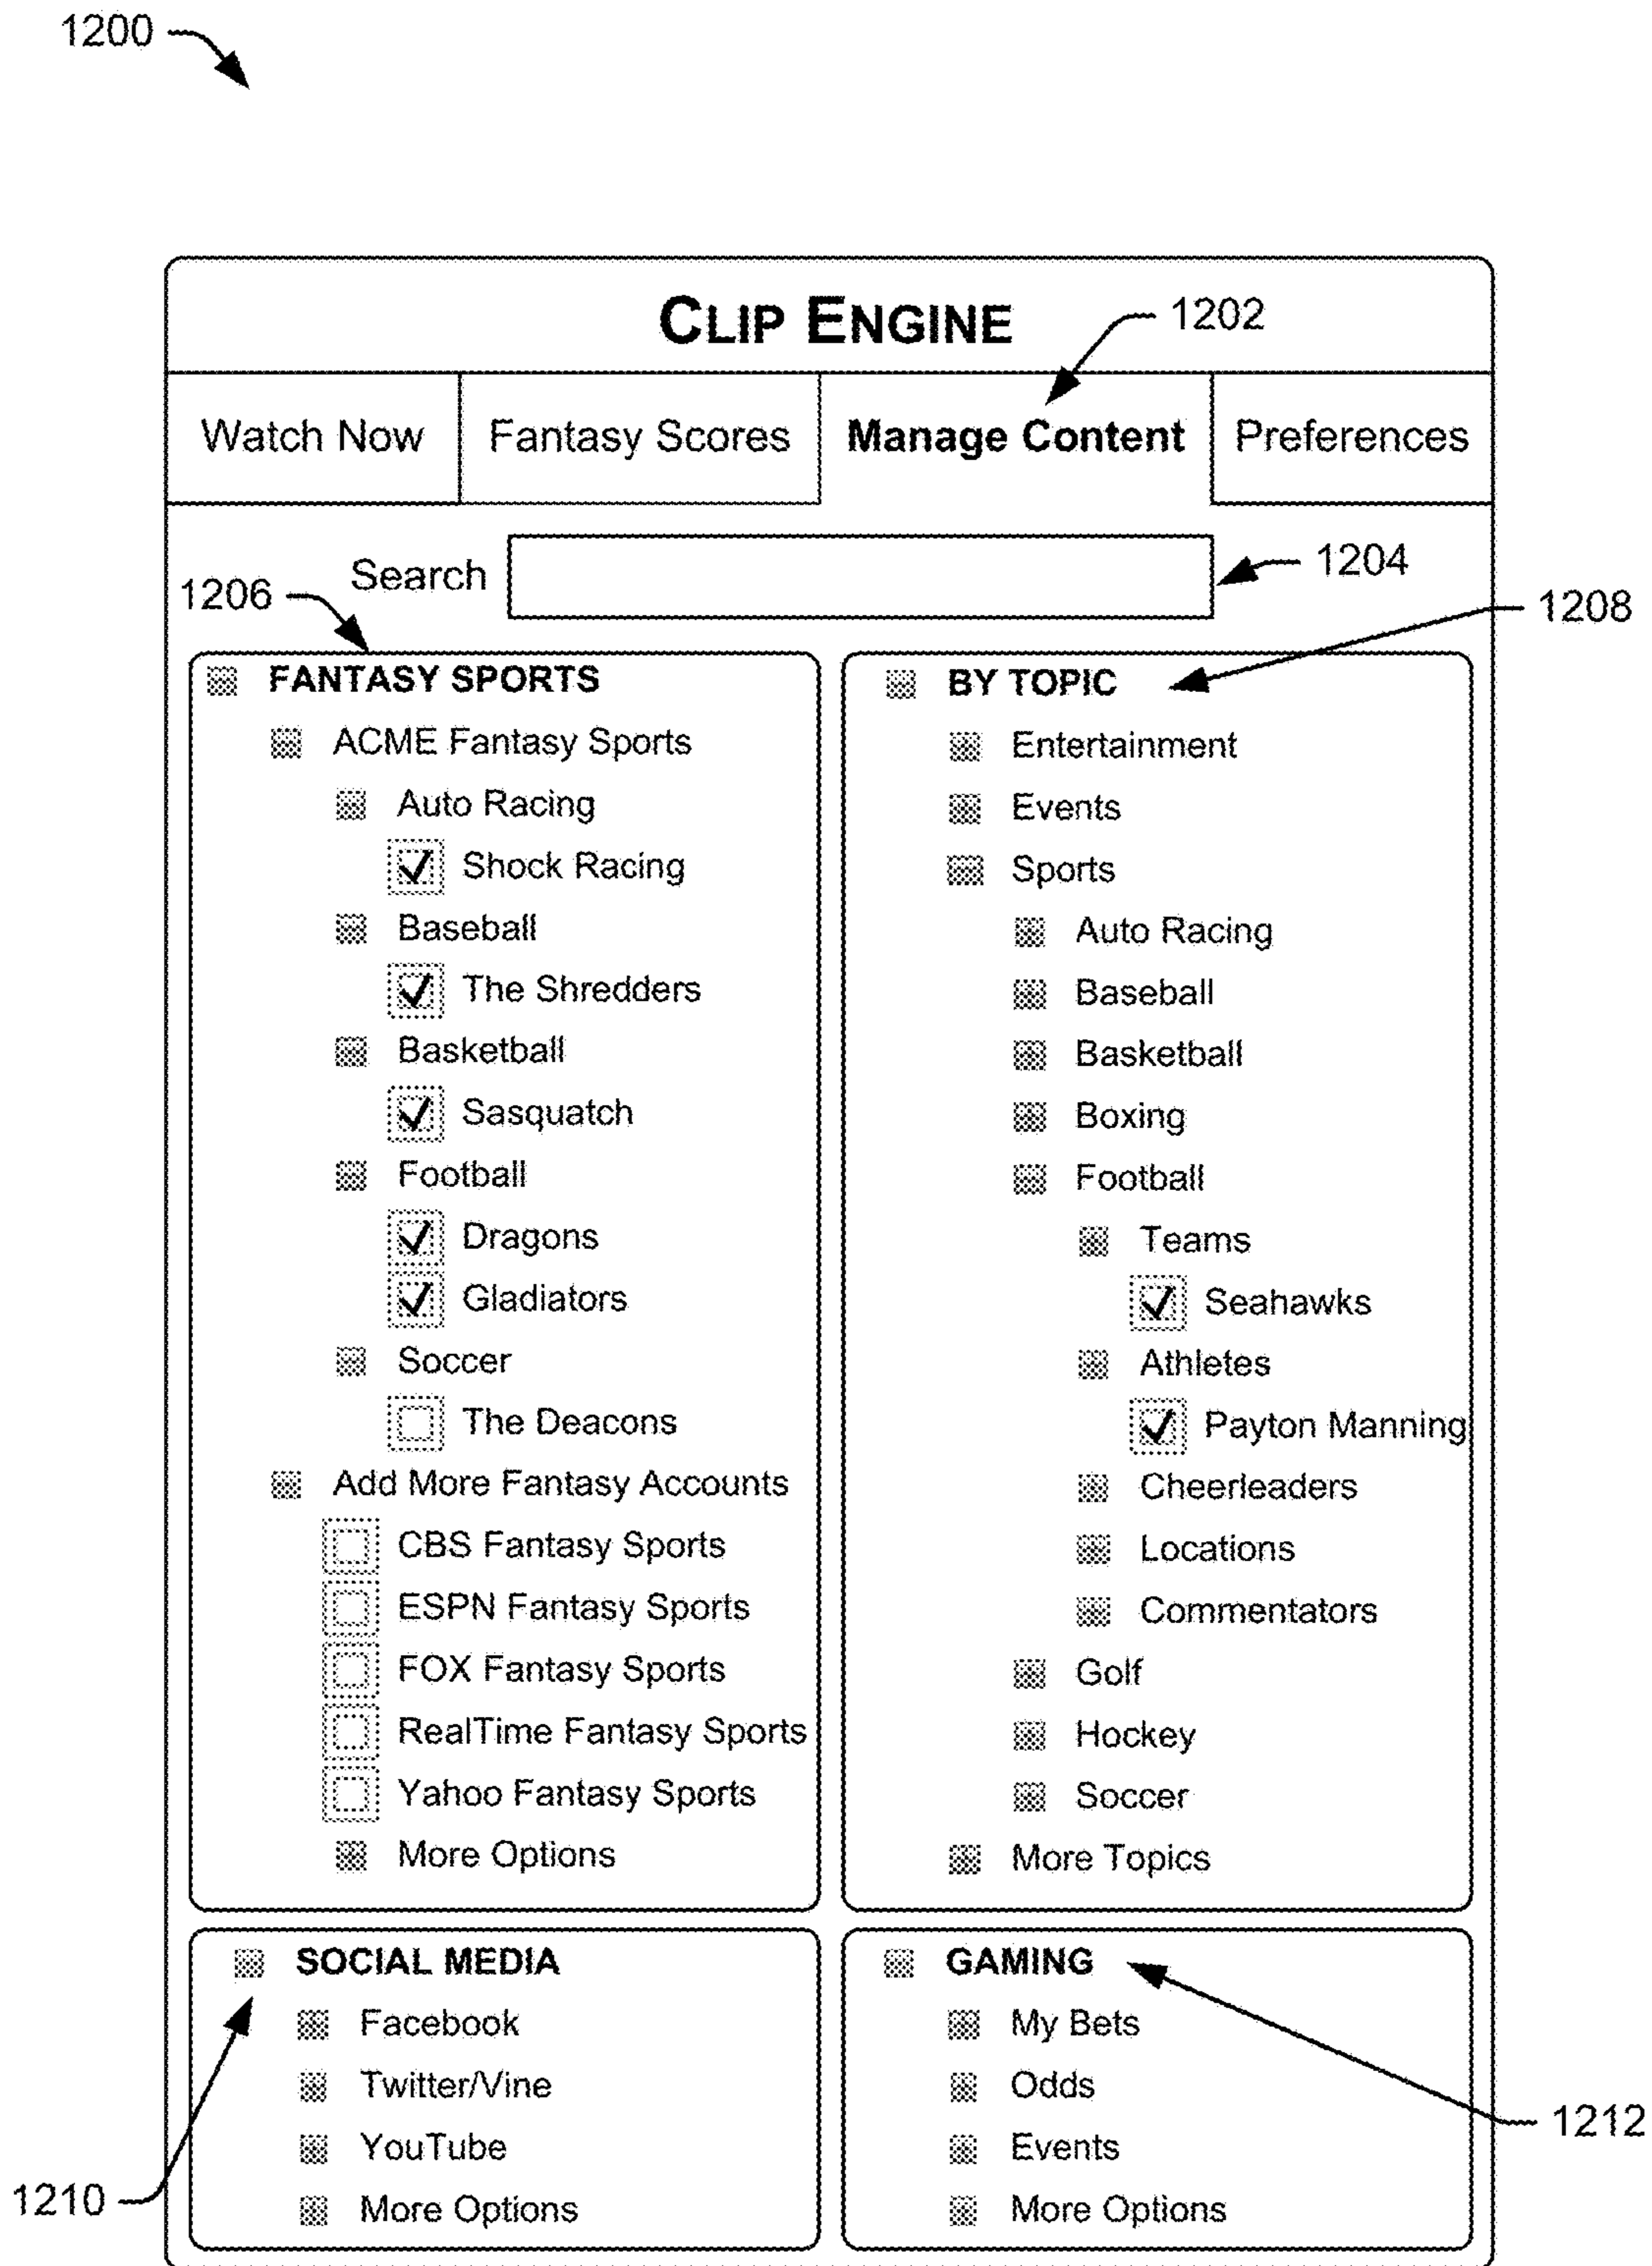 1200
CLIP ENGINE
1202
Watch Now
Fantasy Scores
Manage Content
Preferences
Search
1204
1206
1208
FANTASY SPORTS
ACME Fantasy Sports
Auto Racing
Shock Racing
Baseball
The Shredders
Basketball
Sasquatch
Football
Dragons
Gladiators
Soccer
The Deacons
Add More Fantasy Accounts
CBS Fantasy Sports
ESPN Fantasy Sports
FOX Fantasy Sports
RealTime Fantasy Sports
Yahoo Fantasy Sports
More Options
BY TOPIC
Entertainment
Events
Sports
Auto Racing
Baseball
Basketball
Boxing
Football
Teams
Seahawks
Athletes
Payton Manning
Cheerleaders
Locations
Commentators
Golf
Hockey
Soccer
More Topics
SOCIAL MEDIA
Facebook
Twitter/Vine
YouTube
More Options
1210
GAMING
My Bets
Odds
Events
More Options
1212